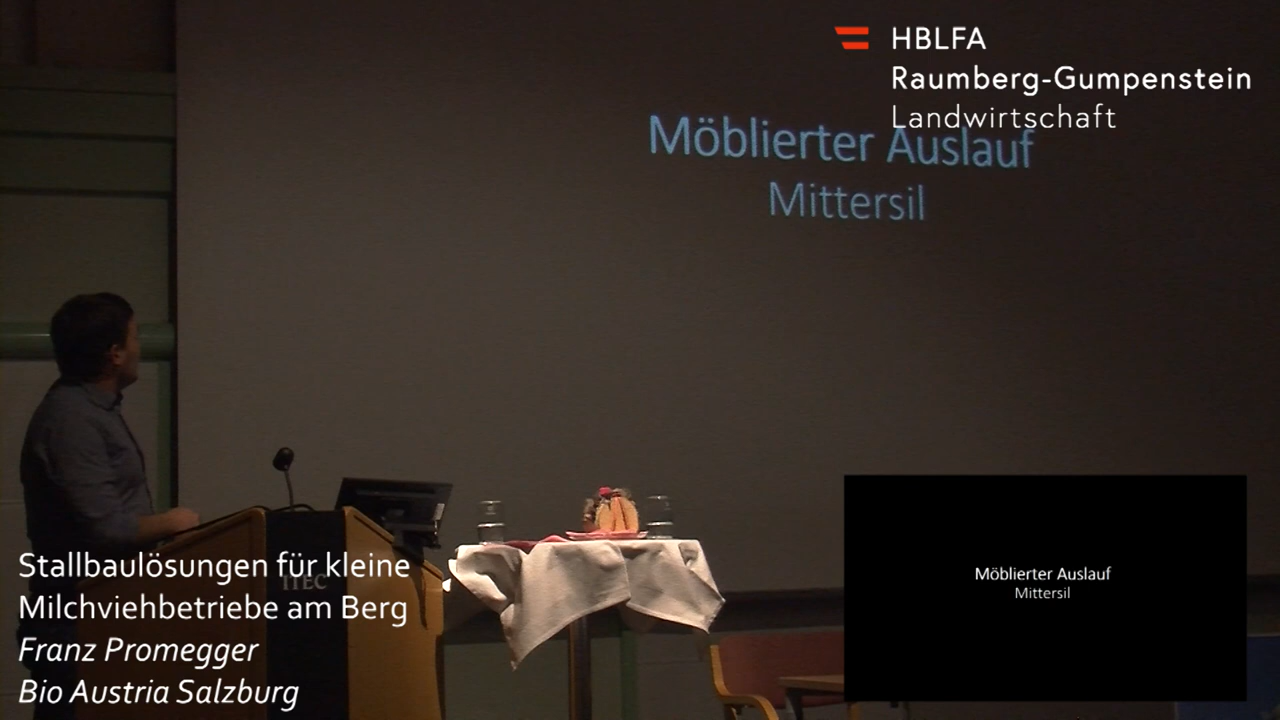 HBLFA
Raumberg-Gumpenstein
Landwirtschaft
Möblierter Auslauf
Mittersil
ITEC
Stallbaulösungen für kleine
Milchviehbetriebe am Berg
Franz Promegger
Bio Austria Salzburg
Möblierter Auslauf
Mittersil